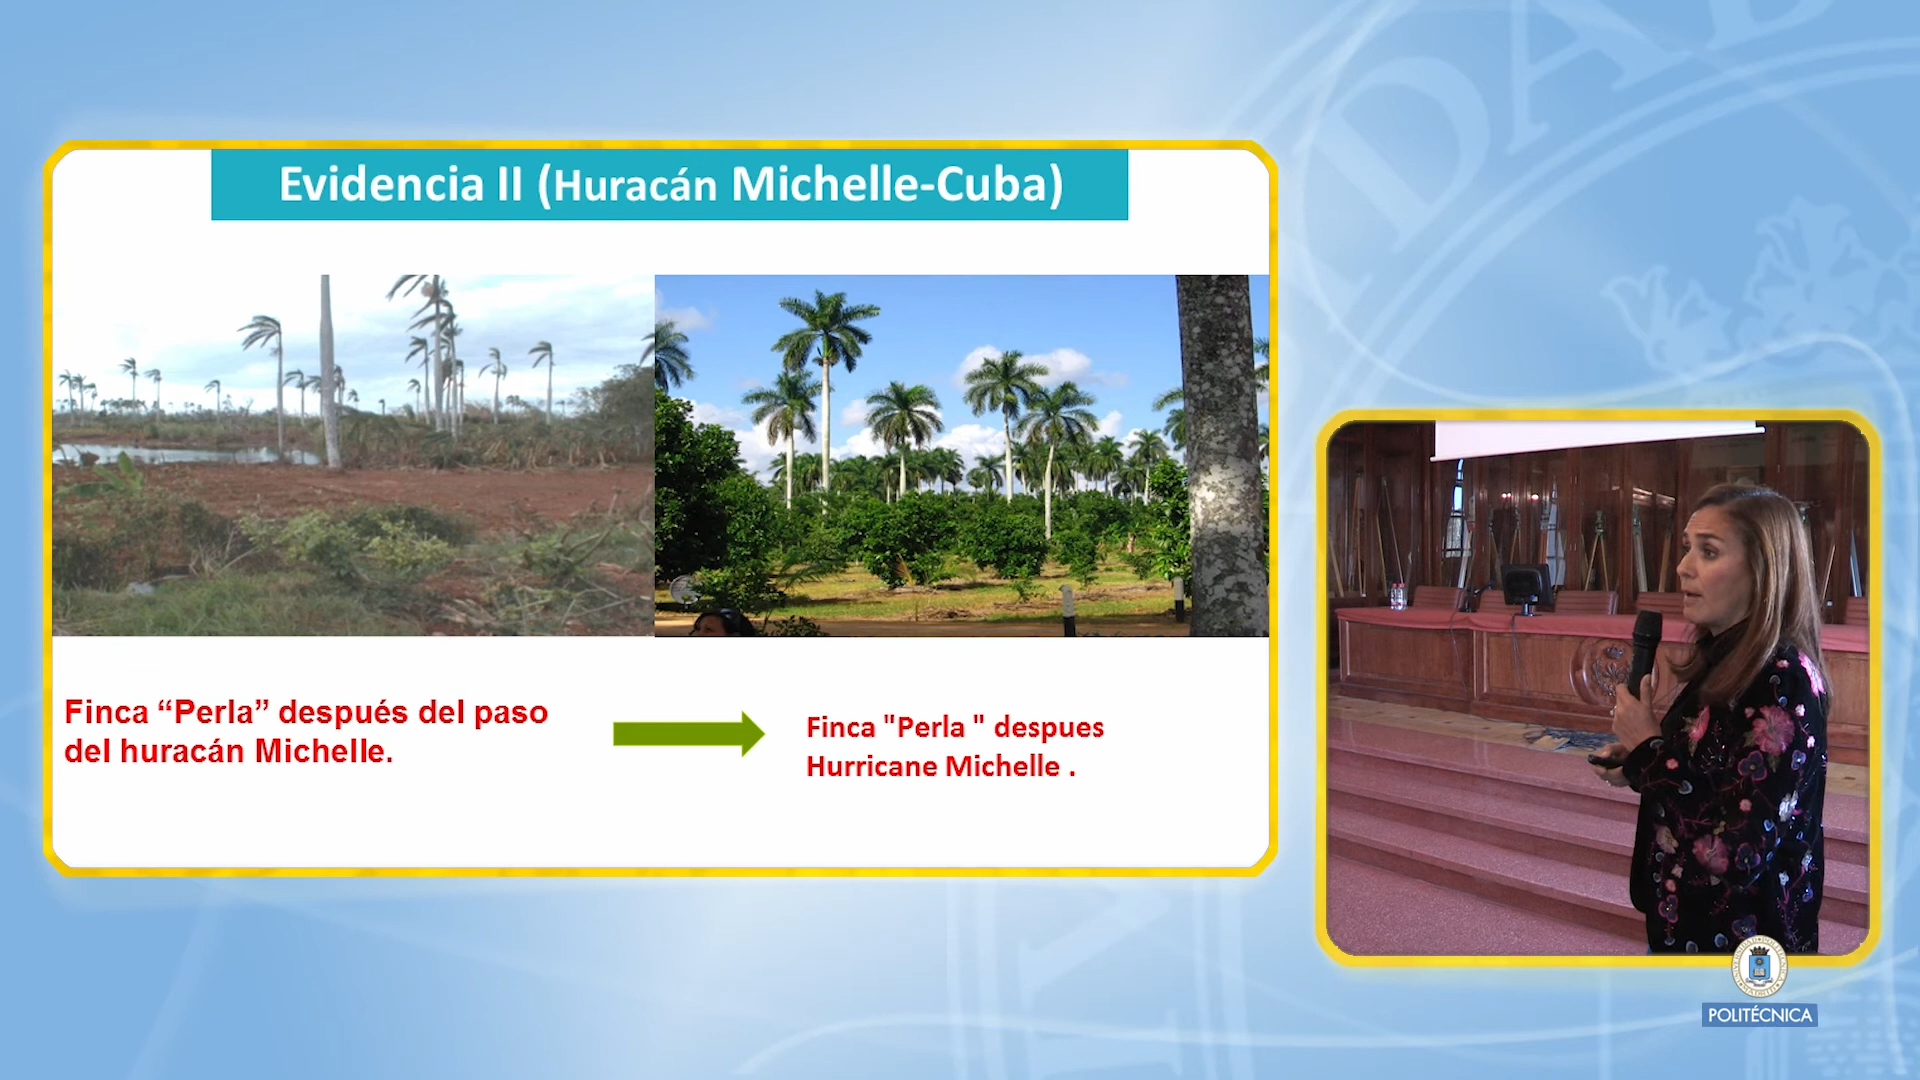 Evidencia II (Huracán Michelle-Cuba)
Finca “Perla” después del paso
del huracán Michelle.
Finca "Perla " despues
Hurricane Michelle .
POLITÉCNICA